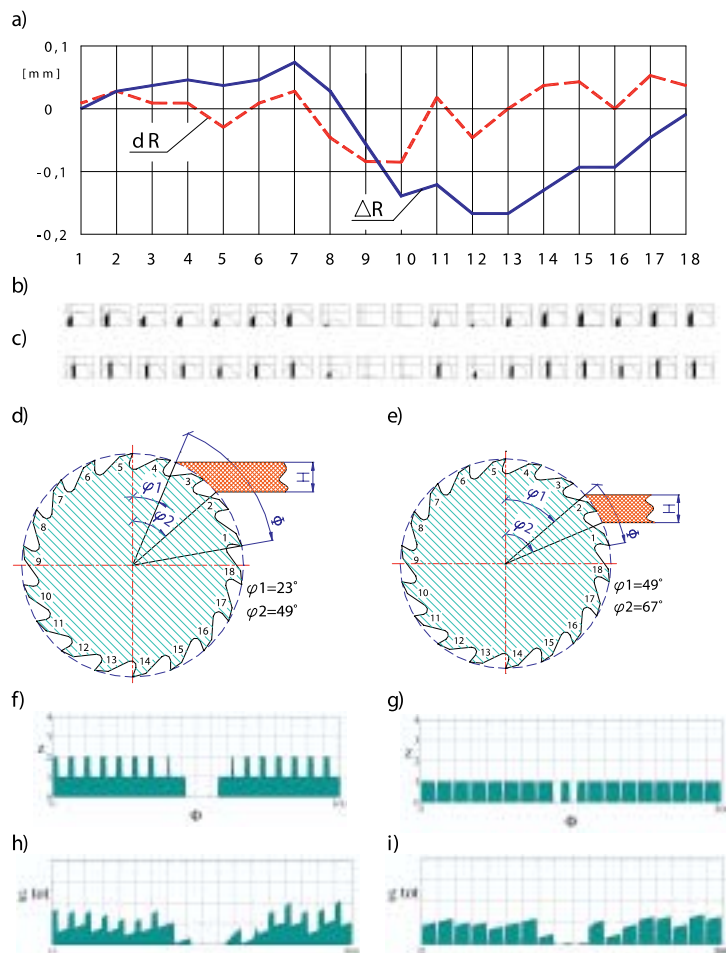 a)
0,1
[mm]
0
-0,1
-0,2
dR
△R
1 2 3 4 5 6 7 8 9 10 11 12 13 14 15 16 17 18
b)
c)
d)
e)
5 4 3 2 1 18 17 16 15 14 13 12 11 10 9 8 7 6
φ1
φ2
H
Φ
φ1=23°
φ2=49°
5 4 3 2 1 18 17 16 15 14 13 12 11 10 9 8 7 6
φ1
φ2
H
Φ
φ1=49°
φ2=67°
f)
g)
z
Φ
z
Φ
h)
i)
g tot
g tot